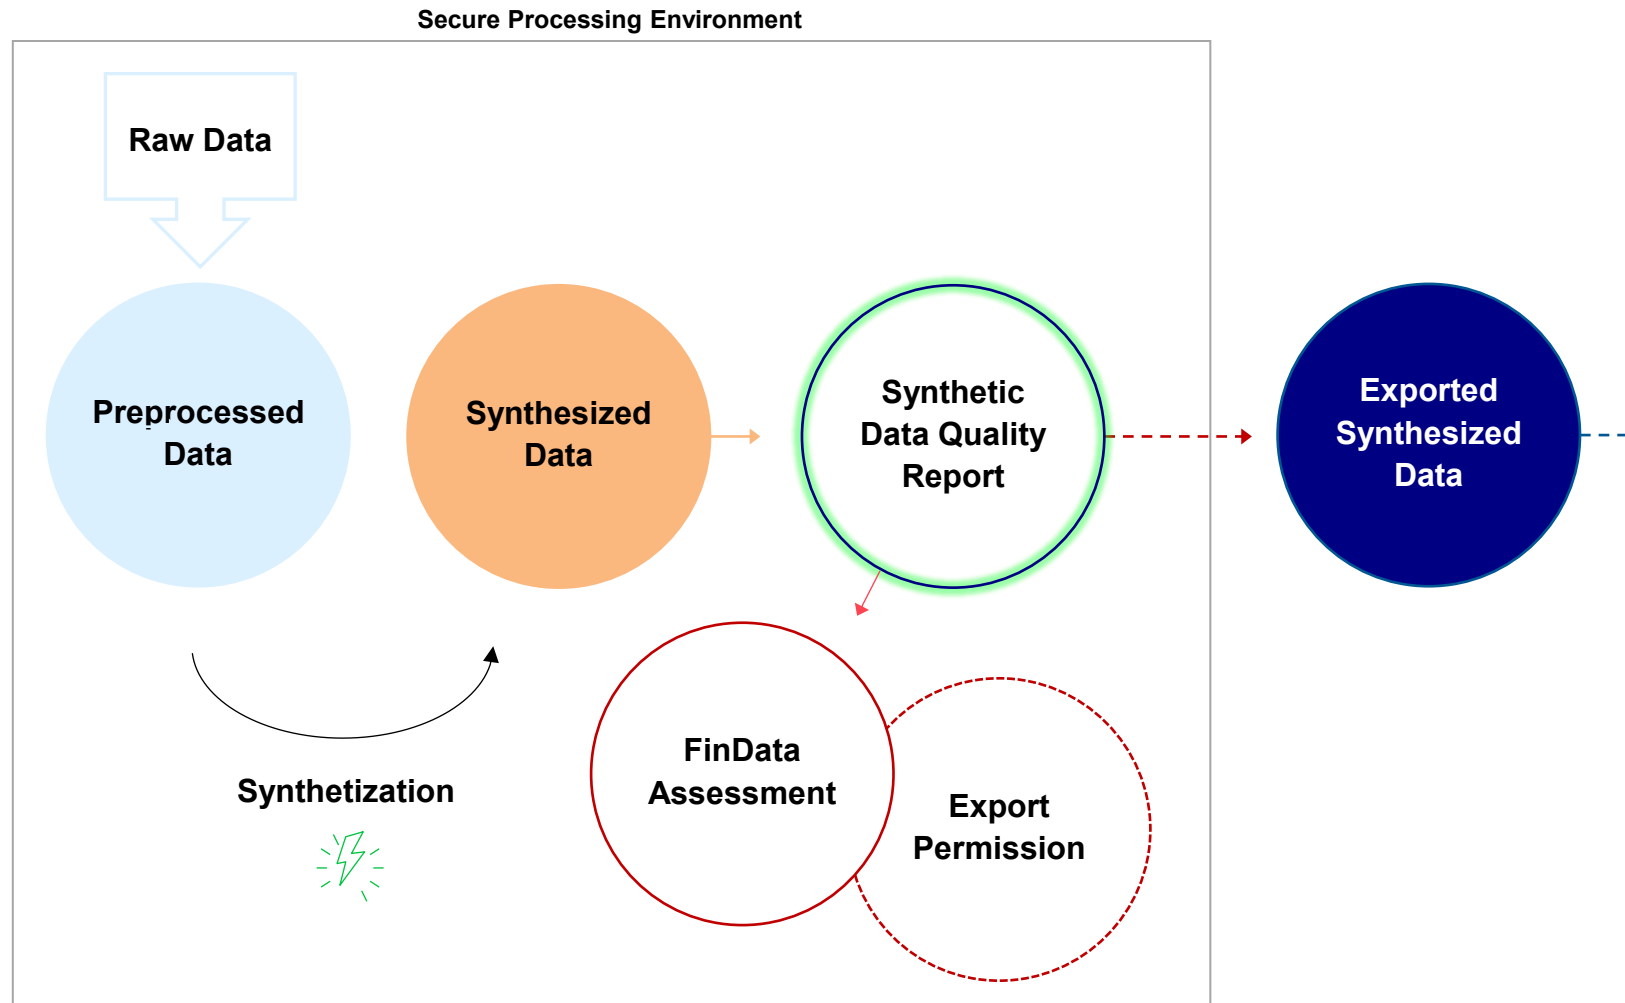 Secure Processing Environment
Raw Data
Preprocessed
Data
Synthesized
Data
Synthetic
Data Quality
Report
Exported
Synthesized
Data
Synthetization
FinData
Assessment
Export
Permission